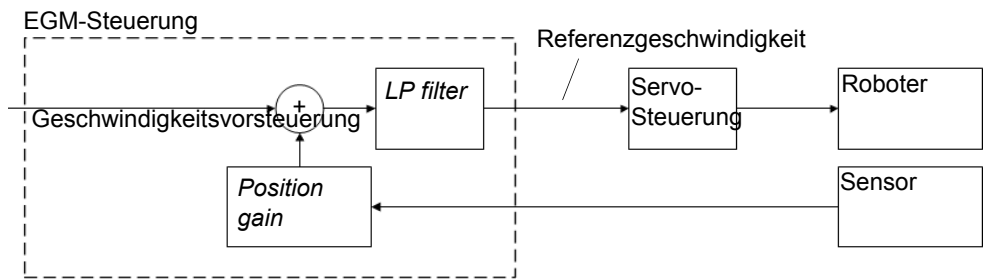 EGM-Steuerung
Referenzgeschwindigkeit
LP filter
Servo-
Steuerung
Roboter
+
Geschwindigkeitsvorsteuerung
Position
gain
Sensor